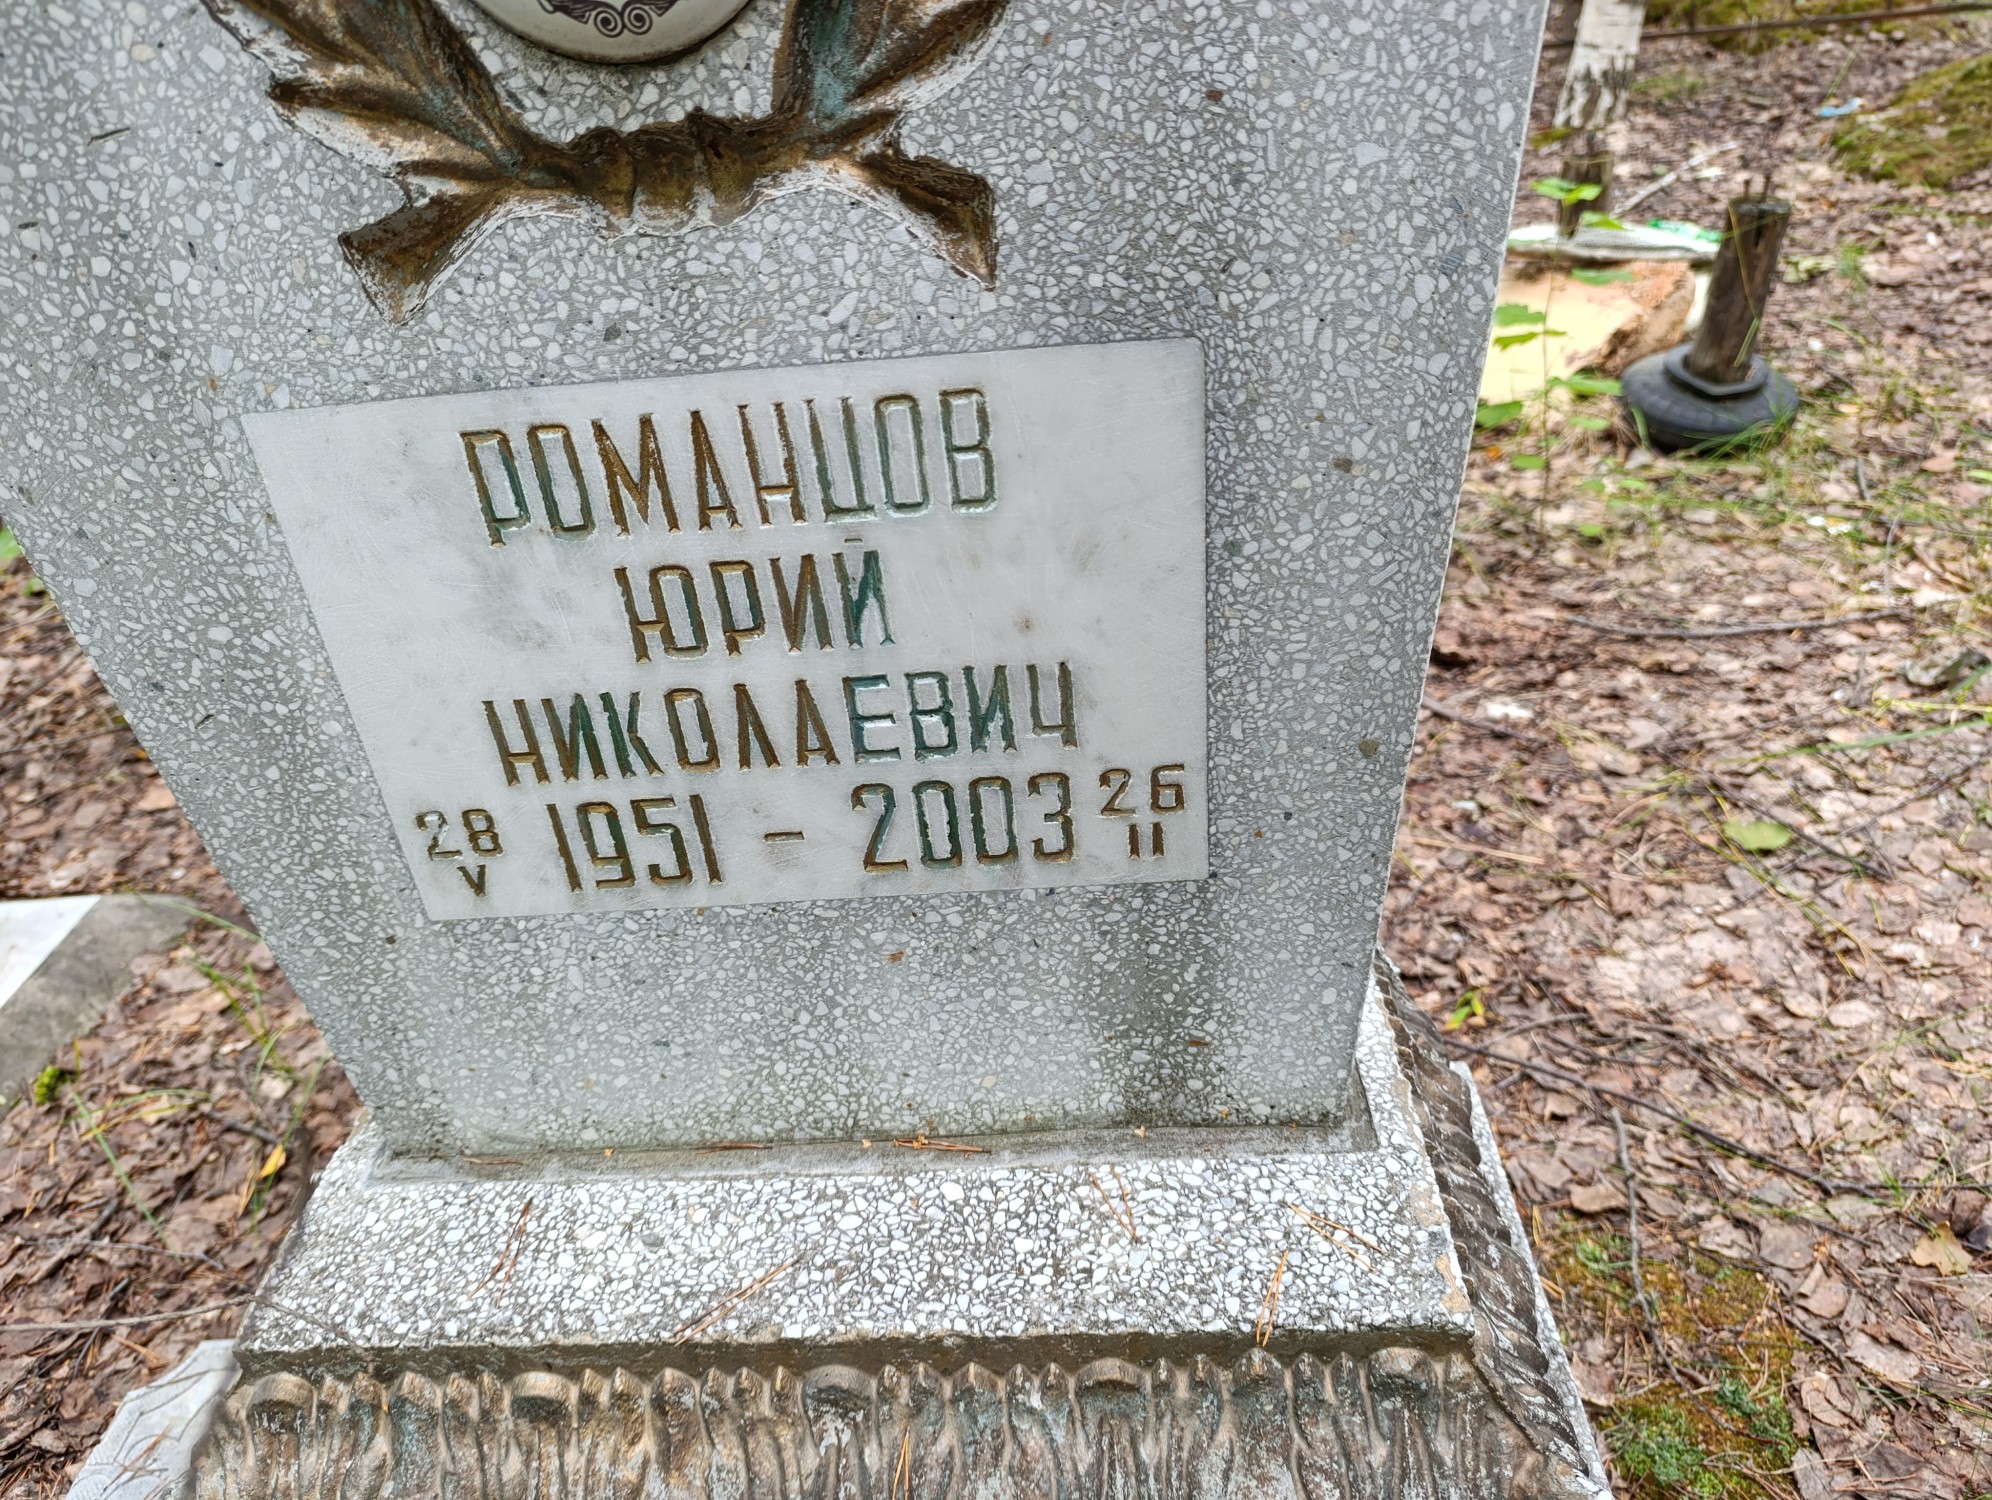 РОМАНЦОВ
ЮРИЙ
НИКОЛАЕВИЧ
28 V 1951 - 2003 26 II